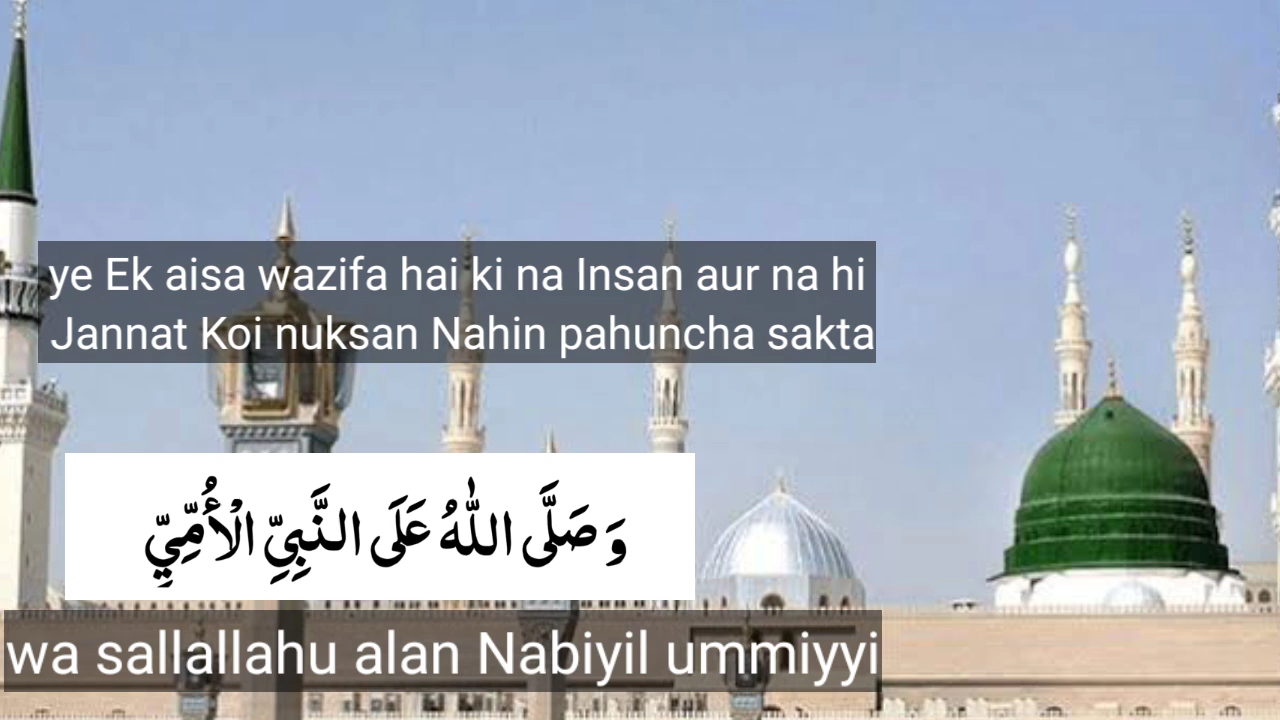 ye Ek aisa wazifa hai ki na Insan aur na hi
Jannat Koi nuksan Nahin pahuncha sakta
وَ صَلَّى اللّٰهُ عَلَى النَّبِيِّ الْاُمِّيِّ
wa sallallahu alan Nabiyil ummiyyi